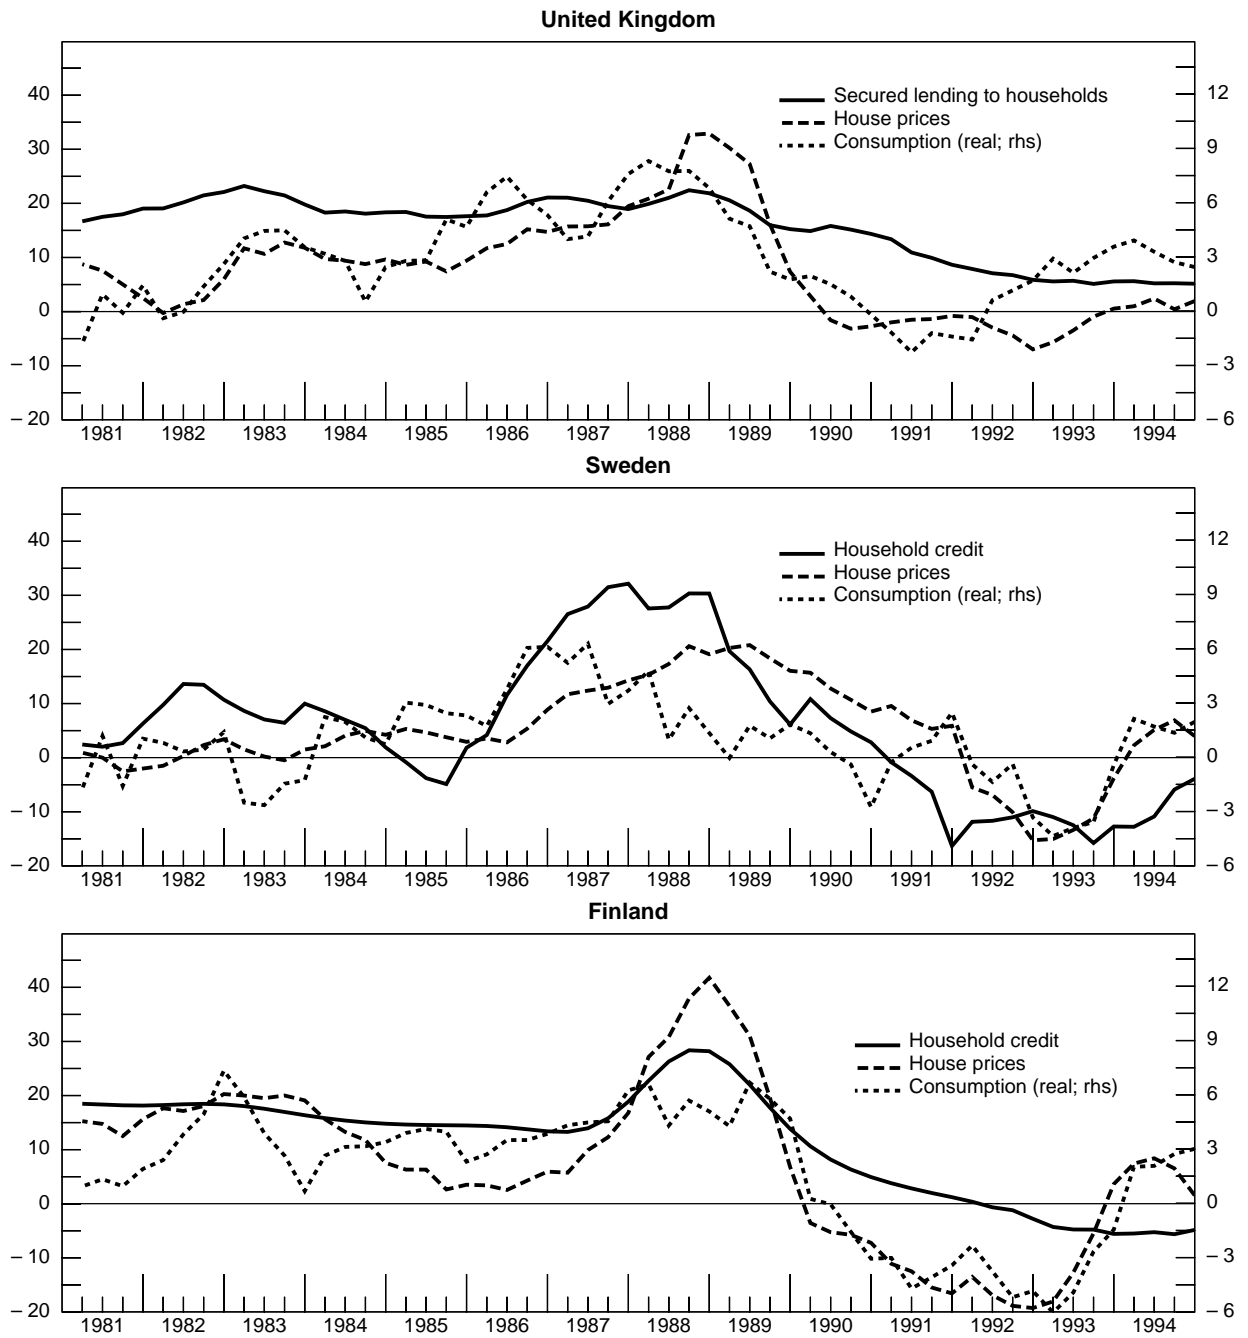 United Kingdom
40
30
20
10
0
– 10
– 20
12
9
6
3
0
– 3
– 6
Secured lending to households
House prices
Consumption (real; rhs)
1981 1982 1983 1984 1985 1986 1987 1988 1989 1990 1991 1992 1993 1994
Sweden
40
30
20
10
0
– 10
– 20
12
9
6
3
0
– 3
– 6
Household credit
House prices
Consumption (real; rhs)
1981 1982 1983 1984 1985 1986 1987 1988 1989 1990 1991 1992 1993 1994
Finland
40
30
20
10
0
– 10
– 20
12
9
6
3
0
– 3
– 6
Household credit
House prices
Consumption (real; rhs)
1981 1982 1983 1984 1985 1986 1987 1988 1989 1990 1991 1992 1993 1994